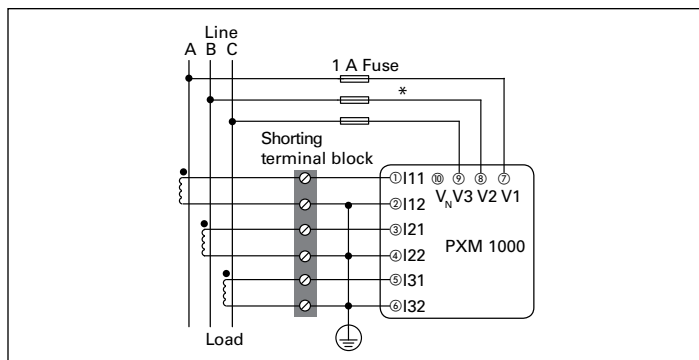 Line
A B C
1 A Fuse
*
Shorting
terminal block
⑩ ⑨ ⑧ ⑦
VN V3 V2 V1
①I11
②I12
③I21
④I22
⑤I31
⑥I32
PXM 1000
Load